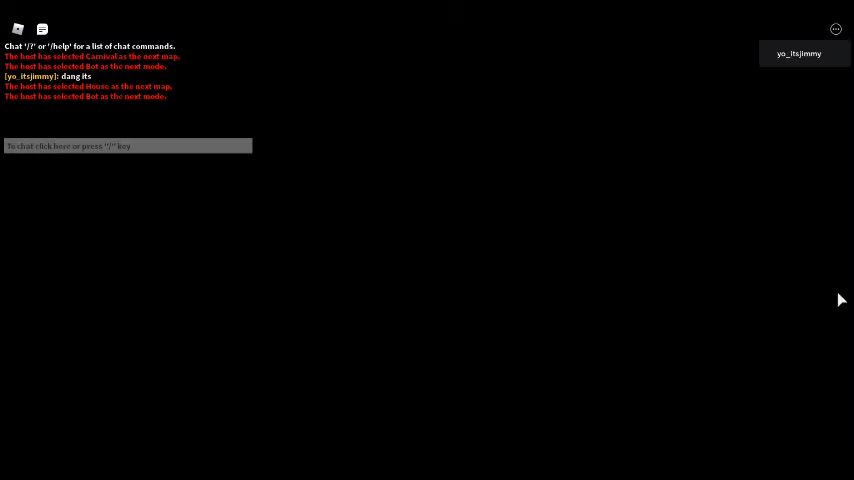 Chat '/?' or '/help' for a list of chat commands.
The host has selected Carnival as the next map.
The host has selected Bot as the next mode.
[yo_itsjimmy]: dang its
The host has selected House as the next map.
The host has selected Bot as the next mode.
To chat click here or press "/" key
yo_itsjimmy